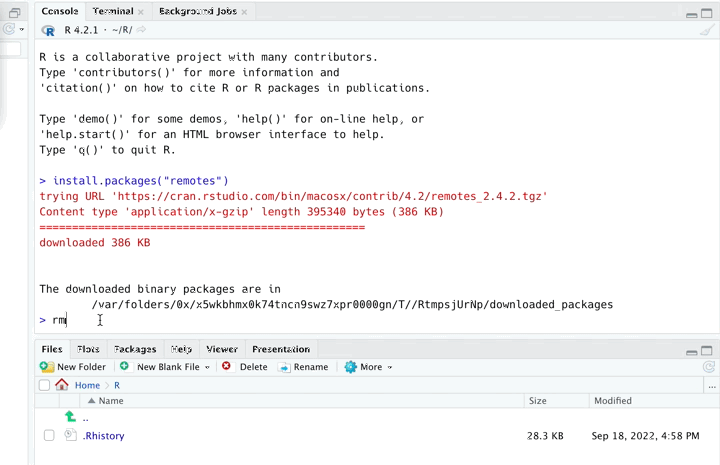 Console Terminal × Background Jobs ×
R 4.2.1 · ~/R/
R is a collaborative project with many contributors.
Type 'contributors()' for more information and
'citation()' on how to cite R or R packages in publications.
Type 'demo()' for some demos, 'help()' for on-line help, or
'help.start()' for an HTML browser interface to help.
Type 'q()' to quit R.
> install.packages("remotes")
trying URL 'https://cran.rstudio.com/bin/macosx/contrib/4.2/remotes_2.4.2.tgz'
Content type 'application/x-gzip' length 395340 bytes (386 KB)
==================================================
downloaded 386 KB
The downloaded binary packages are in
/var/folders/0x/x5wkbhmx0k74tncn9swz7xpr0000gn/T//RtmpsjUrNp/downloaded_packages
> rm
Files Plots Packages Help Viewer Presentation
New Folder New Blank File Delete Rename More
Home R ...
Name Size Modified
..
.Rhistory 28.3 KB Sep 18, 2022, 4:58 PM